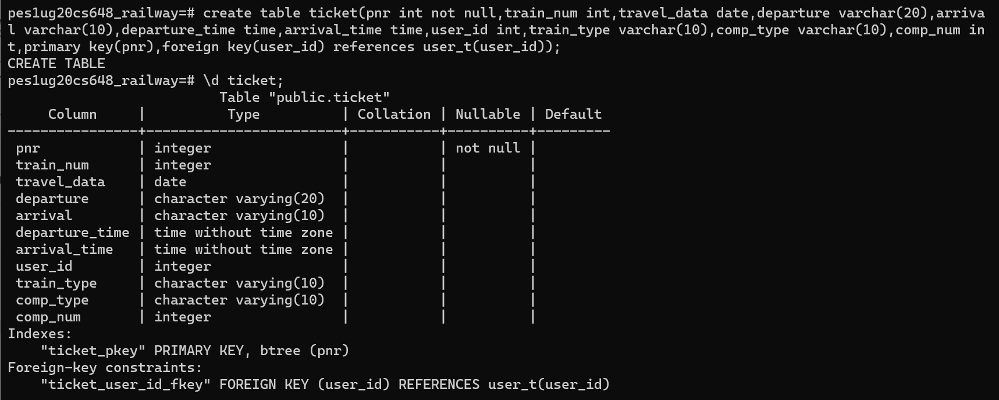 pes1ug20cs648_railway=# create table ticket(pnr int not null,train_num int,travel_data date,departure varchar(20),arriva
l varchar(10),departure_time time,arrival_time time,user_id int,train_type varchar(10),comp_type varchar(10),comp_num in
t,primary key(pnr),foreign key(user_id) references user_t(user_id));
CREATE TABLE
pes1ug20cs648_railway=# \d ticket;
                          Table "public.ticket"
     Column     |          Type          | Collation | Nullable | Default
----------------+------------------------+-----------+----------+---------
 pnr            | integer                |           | not null |
 train_num      | integer                |           |          |
 travel_data    | date                   |           |          |
 departure      | character varying(20)  |           |          |
 arrival        | character varying(10)  |           |          |
 departure_time | time without time zone |           |          |
 arrival_time   | time without time zone |           |          |
 user_id        | integer                |           |          |
 train_type     | character varying(10)  |           |          |
 comp_type      | character varying(10)  |           |          |
 comp_num       | integer                |           |          |
Indexes:
    "ticket_pkey" PRIMARY KEY, btree (pnr)
Foreign-key constraints:
    "ticket_user_id_fkey" FOREIGN KEY (user_id) REFERENCES user_t(user_id)